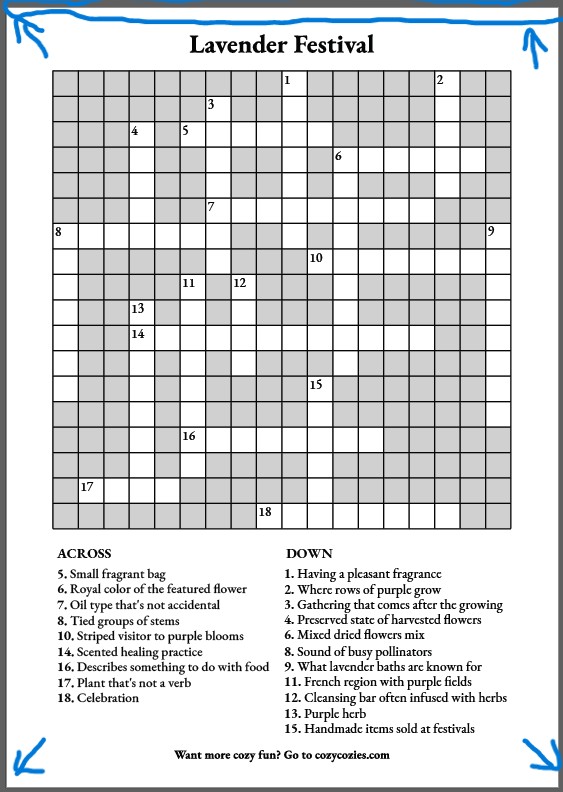 Lavender Festival
1 2
3
4 5
6
7
8 9
10
11 12
13
14
15
16
17
18
ACROSS
5. Small fragrant bag
6. Royal color of the featured flower
7. Oil type that's not accidental
8. Tied groups of stems
10. Striped visitor to purple blooms
14. Scented healing practice
16. Describes something to do with food
17. Plant that's not a verb
18. Celebration
DOWN
1. Having a pleasant fragrance
2. Where rows of purple grow
3. Gathering that comes after the growing
4. Preserved state of harvested flowers
6. Mixed dried flowers mix
8. Sound of busy pollinators
9. What lavender baths are known for
11. French region with purple fields
12. Cleansing bar often infused with herbs
13. Purple herb
15. Handmade items sold at festivals
Want more cozy fun? Go to cozycozies.com